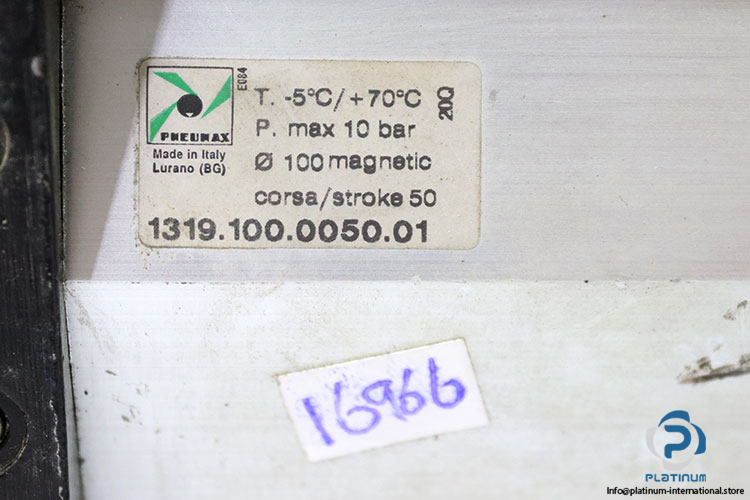 PNEUMAX
Made in Italy
Lurano (BG)
E084
T. -5°C/+70°C
P. max 10 bar
Ø 100 magnetic
corsa/stroke 50
20Q
1319.100.0050.01
16966
PLATINUM
Info@platinum-international.store